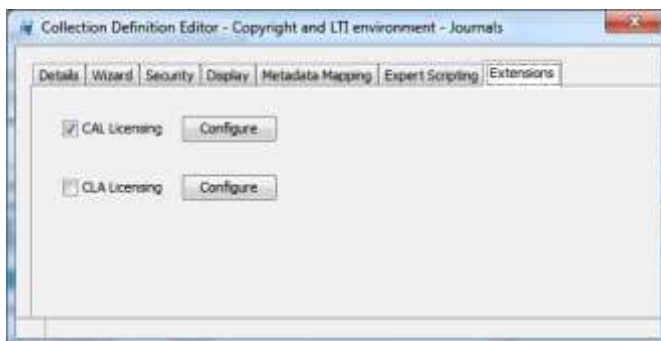 Collection Definition Editor - Copyright and LTI environment - Journals
Details Wizard Security Display Metadata Mapping Expert Scripting Extensions
CAL Licensing Configure
CLA Licensing Configure